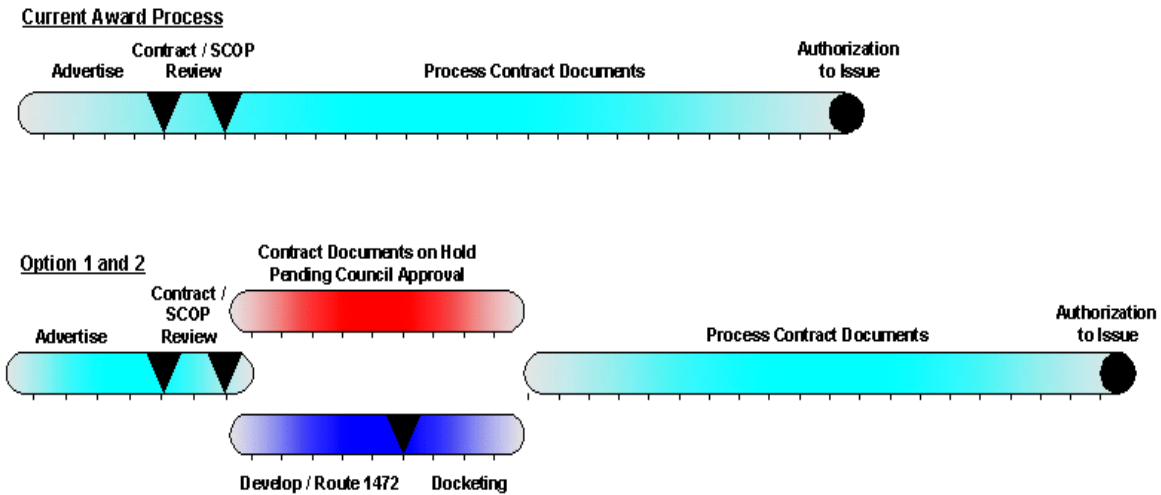 Current Award Process
Contract / SCOP
Review
Advertise
Process Contract Documents
Authorization
to Issue
Option 1 and 2
Contract Documents on Hold
Pending Council Approval
Contract /
SCOP
Review
Advertise
Process Contract Documents
Authorization
to Issue
Develop / Route 1472
Docketing